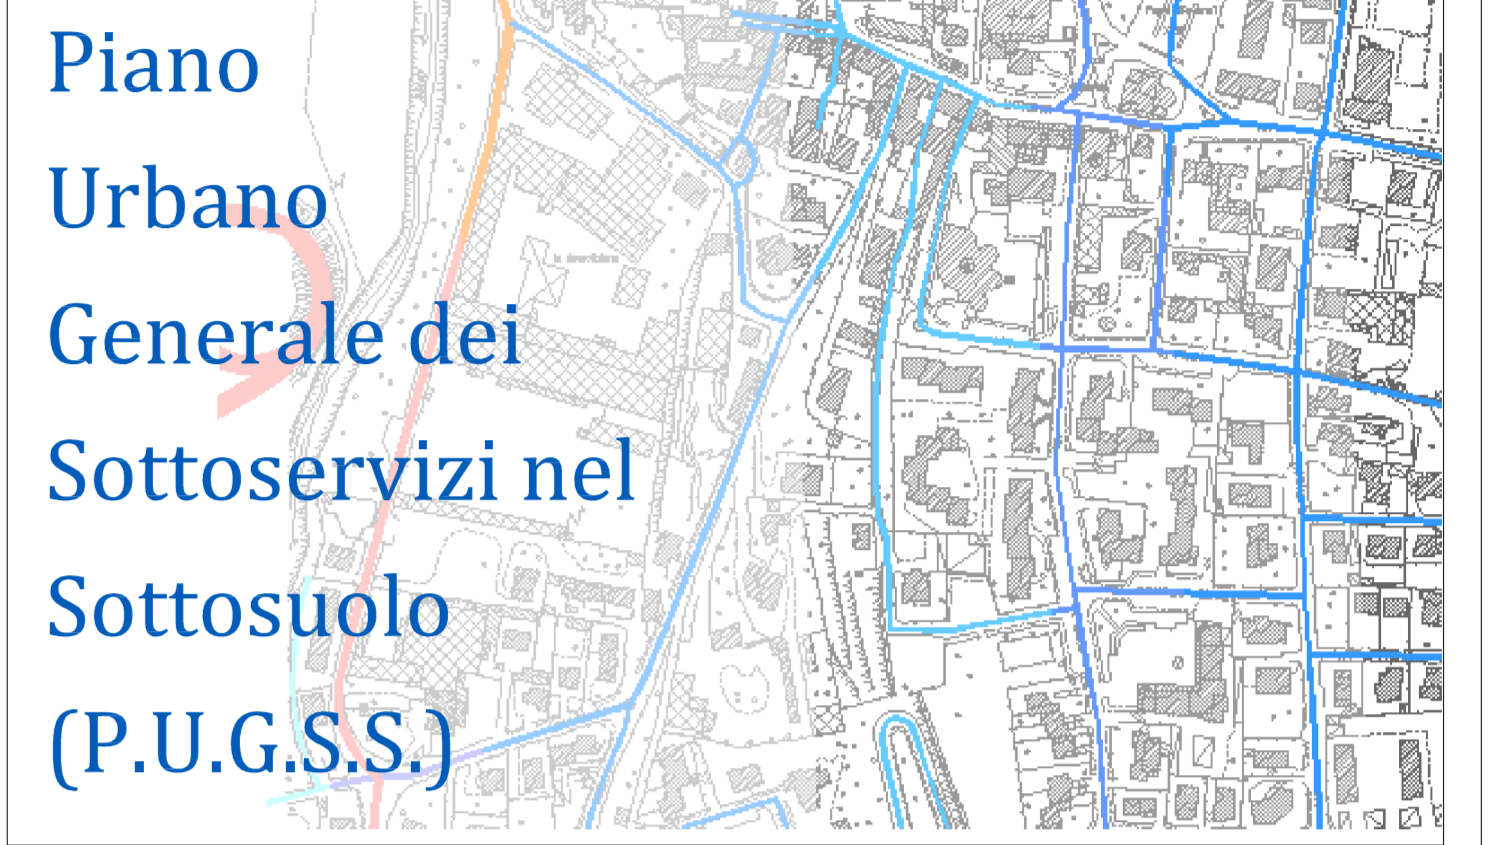 Piano
Urbano
Generale dei
Sottoservizi nel
Sottosuolo
(P.U.G.S.S.)